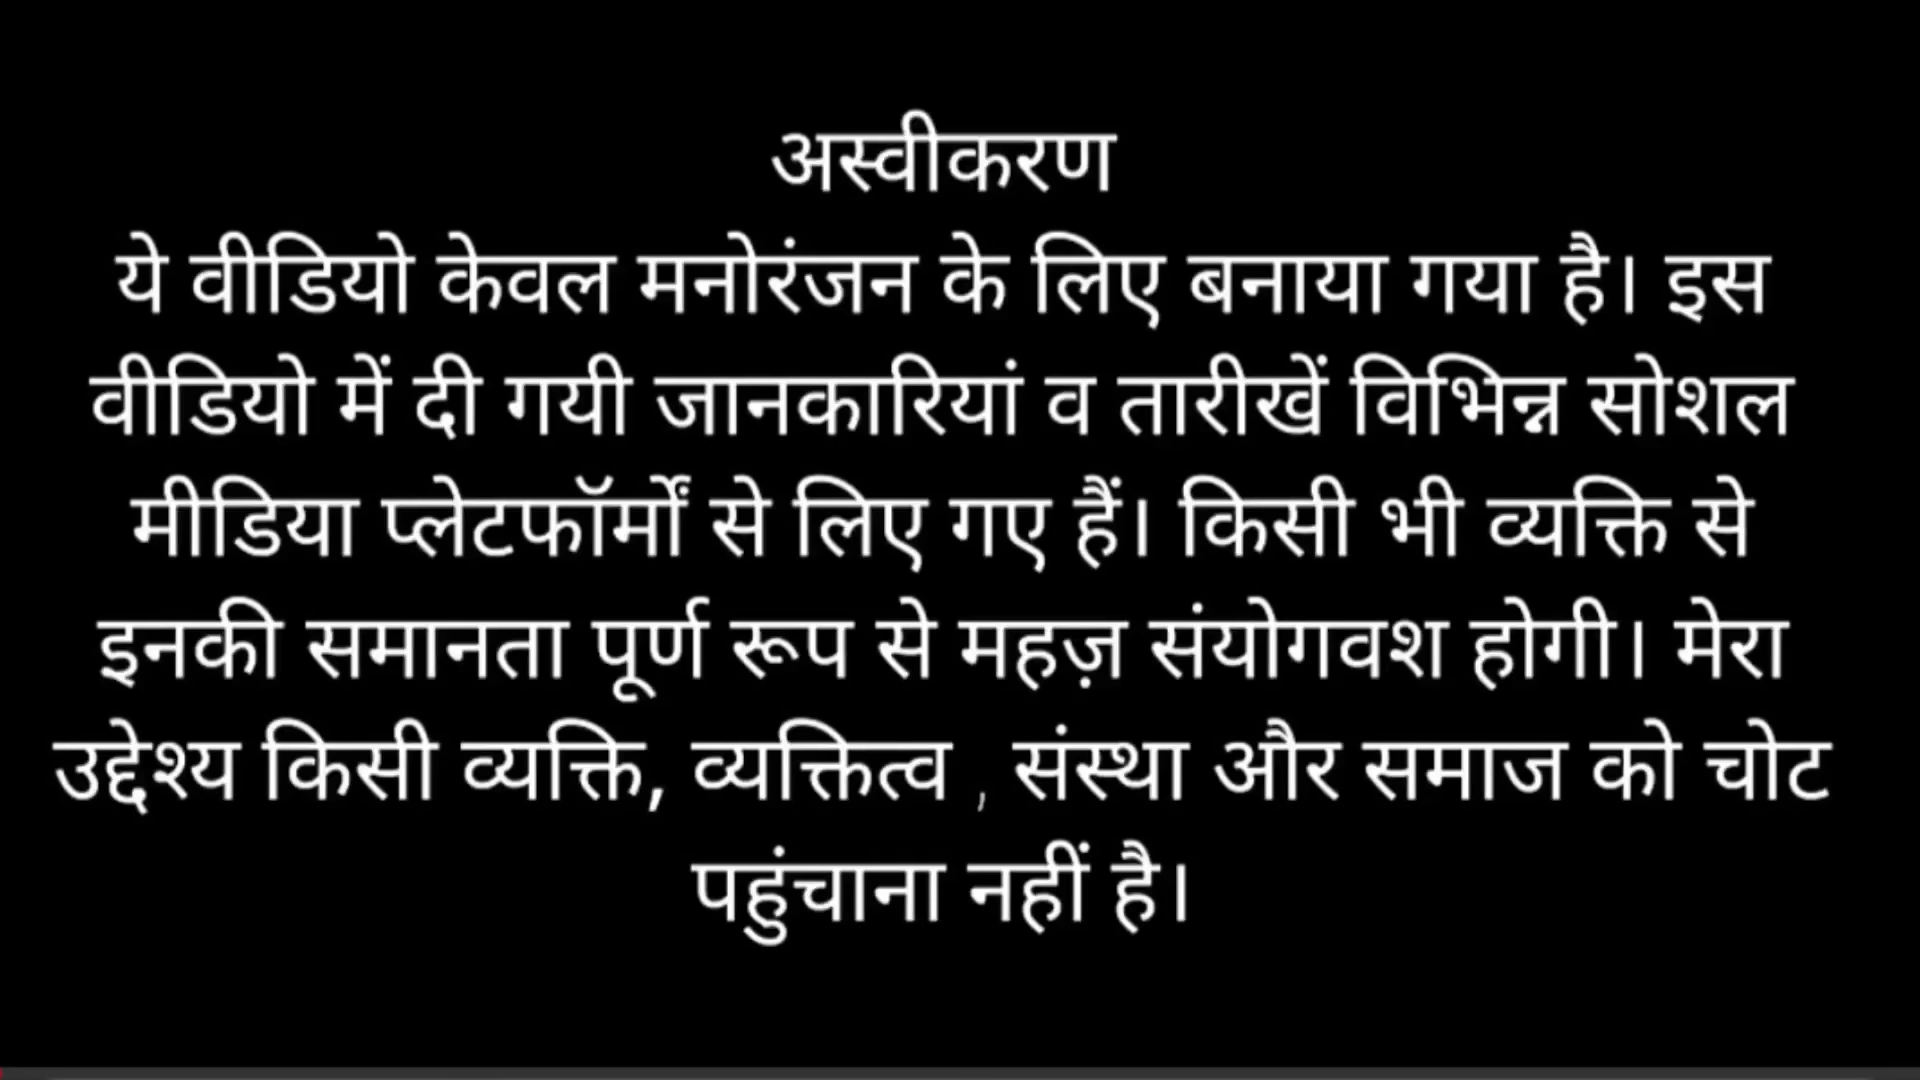 अस्वीकरण
ये वीडियो केवल मनोरंजन के लिए बनाया गया है। इस
वीडियो में दी गयी जानकारियां व तारीखें विभिन्न सोशल
मीडिया प्लेटफॉर्मों से लिए गए हैं। किसी भी व्यक्ति से
इनकी समानता पूर्ण रूप से महज़ संयोगवश होगी। मेरा
उद्देश्य किसी व्यक्ति, व्यक्तित्व , संस्था और समाज को चोट
पहुंचाना नहीं है।